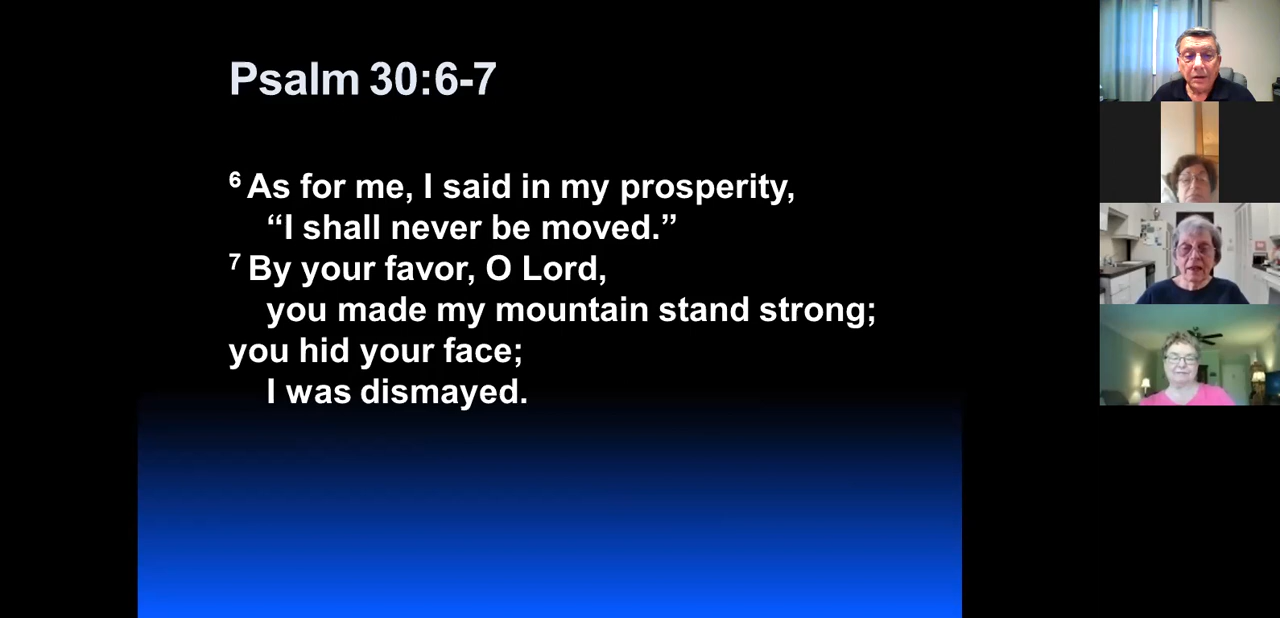 Psalm 30:6-7
6 As for me, I said in my prosperity,
“I shall never be moved.”
7 By your favor, O Lord,
you made my mountain stand strong;
you hid your face;
I was dismayed.